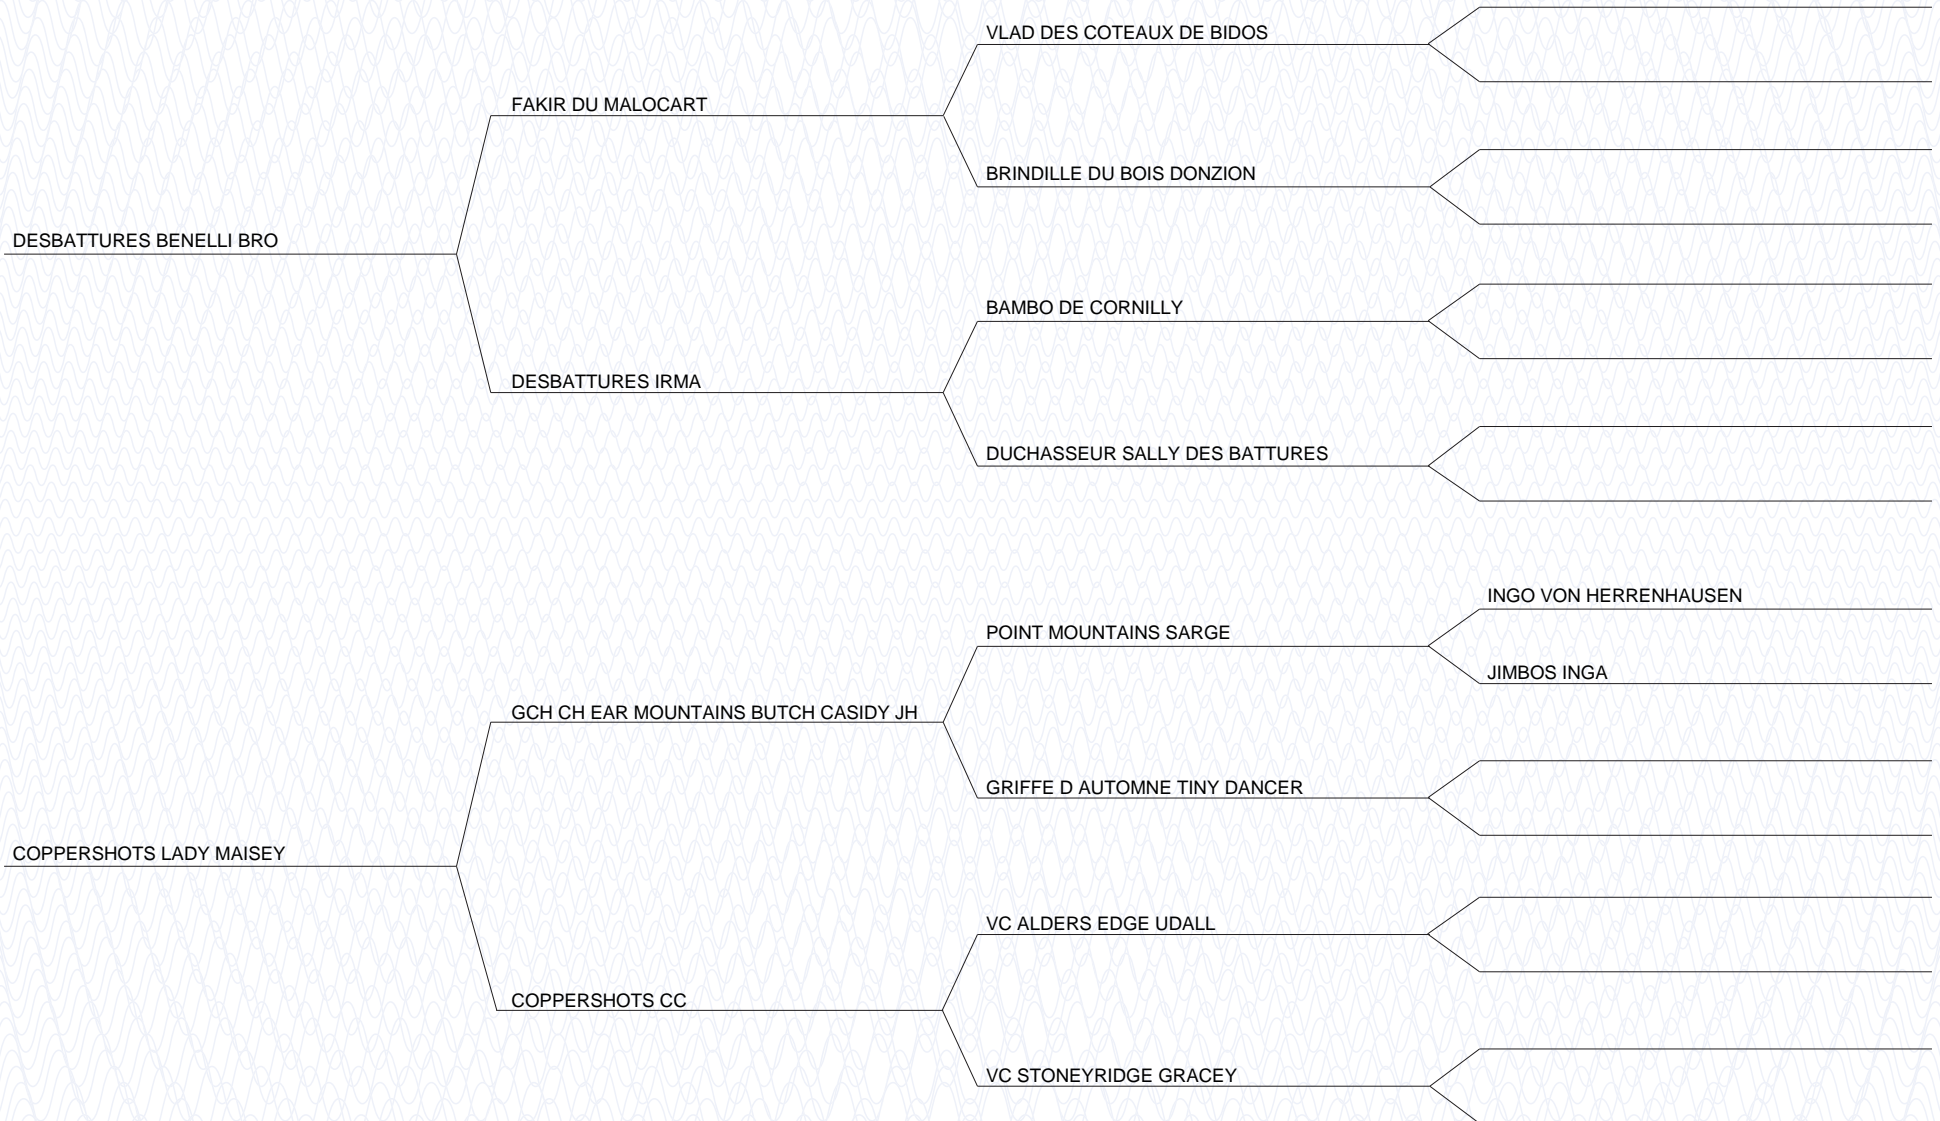 VLAD DES COTEAUX DE BIDOS
FAKIR DU MALOCART
BRINDILLE DU BOIS DONZION
DESBATTURES BENELLI BRO
BAMBO DE CORNILLY
DESBATTURES IRMA
DUCHASSEUR SALLY DES BATTURES
INGO VON HERRENHAUSEN
POINT MOUNTAINS SARGE
JIMBOS INGA
GCH CH EAR MOUNTAINS BUTCH CASIDY JH
GRIFFE D AUTOMNE TINY DANCER
COPPERSHOTS LADY MAISEY
VC ALDERS EDGE UDALL
COPPERSHOTS CC
VC STONEYRIDGE GRACEY